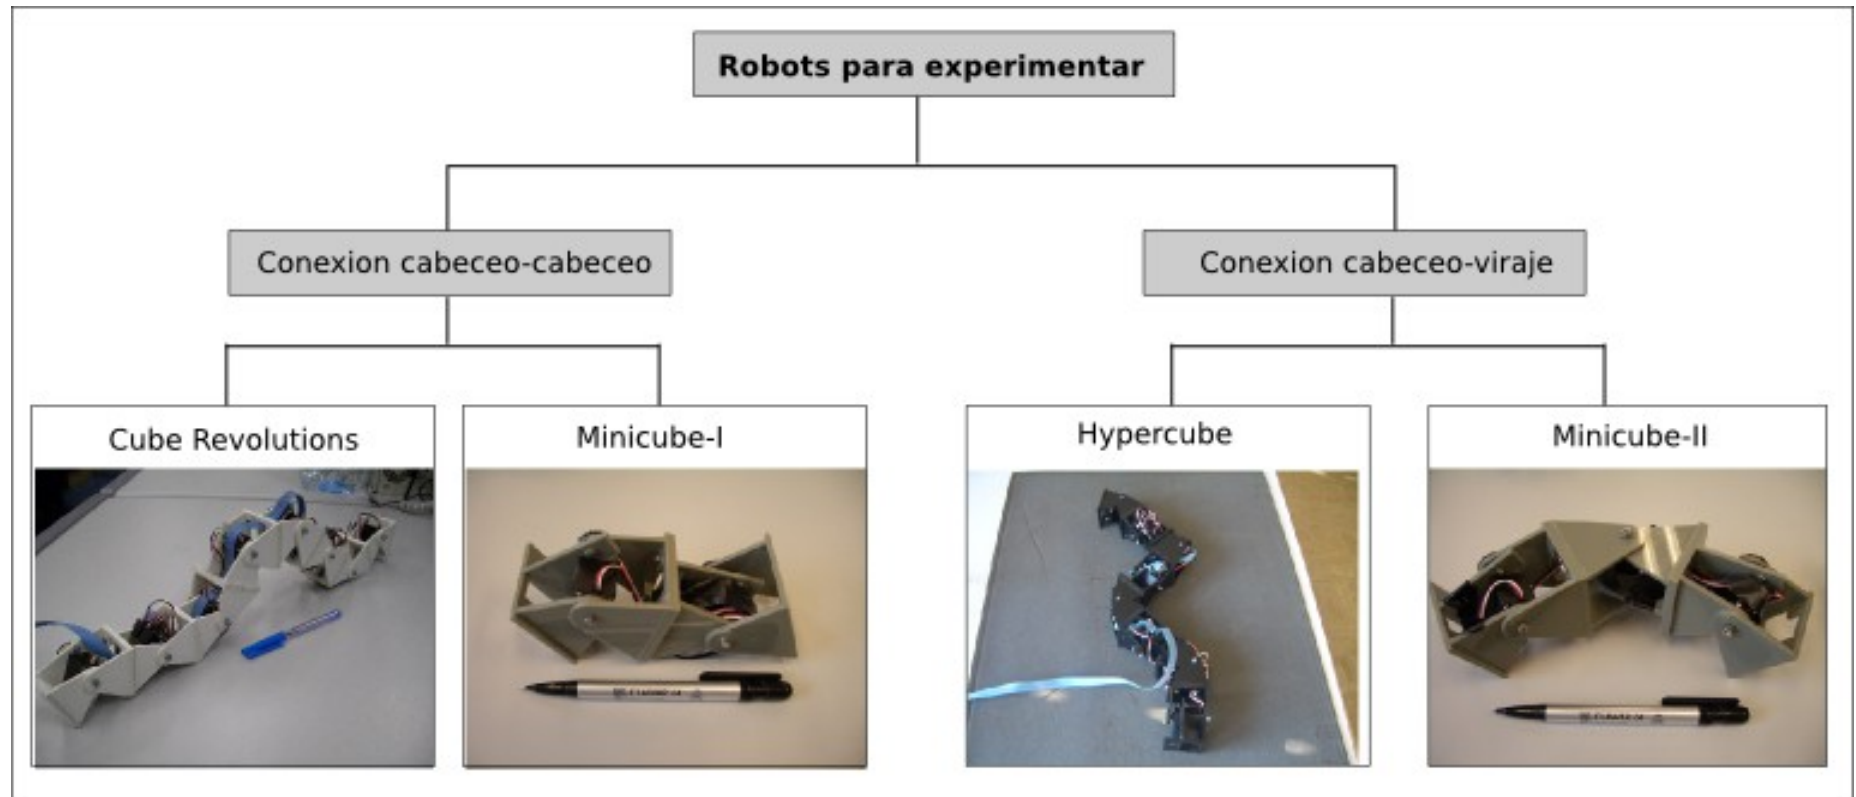 Robots para experimentar
Conexion cabeceo-cabeceo
Conexion cabeceo-viraje
Cube Revolutions
Minicube-I
Hypercube
Minicube-II